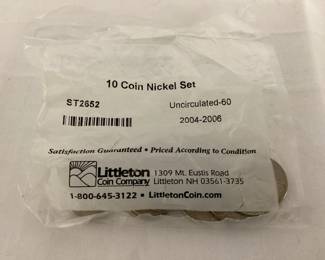 10 Coin Nickel Set
ST2652 Uncirculated-60
2004-2006
Satisfaction Guaranteed • Priced According to Condition
Littleton 1309 Mt. Eustis Road
Coin Company Littleton NH 03561-3735
1-800-645-3122 • LittletonCoin.com